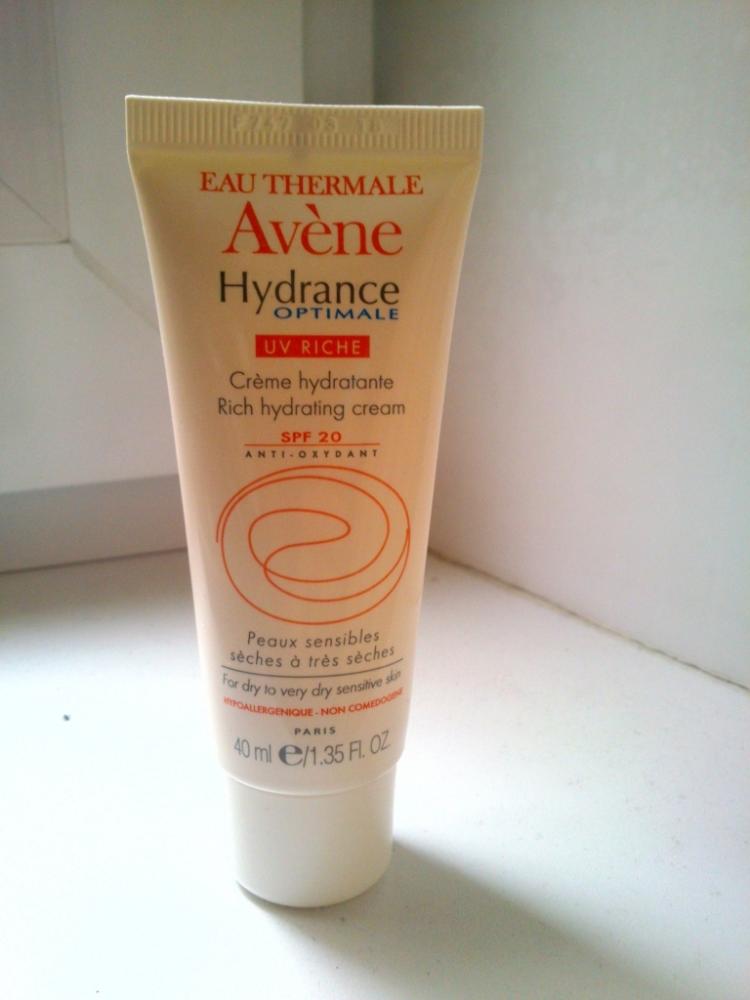 EAU THERMALE
Avène
Hydrance
OPTIMALE
UV RICHE
Crème hydratante
Rich hydrating cream
SPF 20
ANTI-OXYDANT
Peaux sensibles
sèches à très sèches
For dry to very dry sensitive skin
HYPOALLERGENIQUE - NON COMEDOGENE
PARIS
40 ml e/1.35 Fl. OZ.